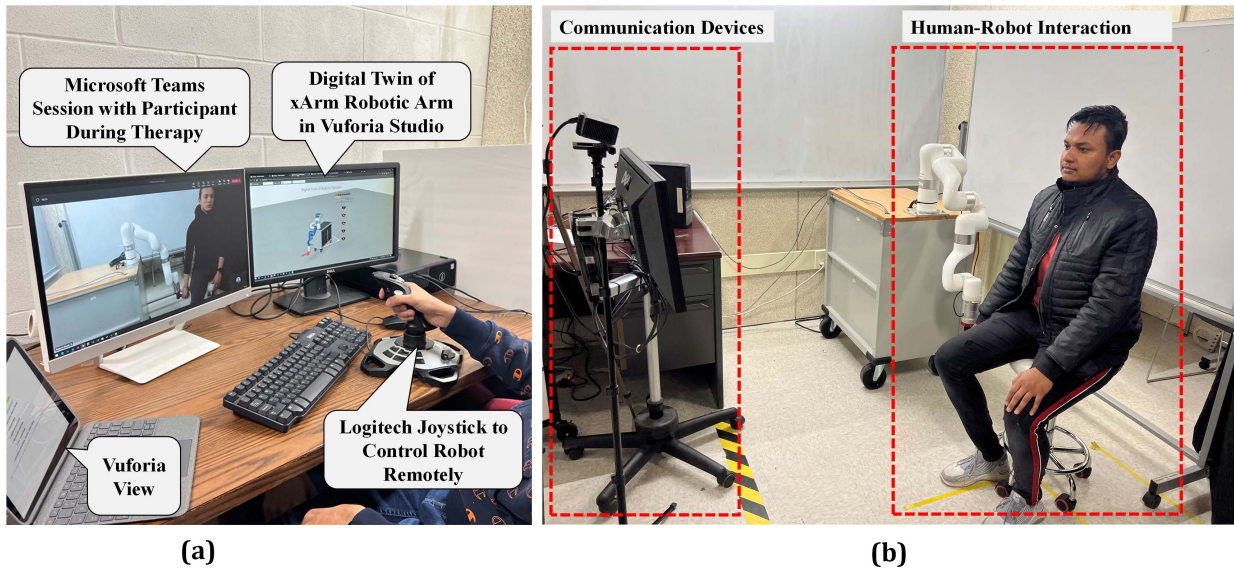 Microsoft Teams
Session with Participant
During Therapy
Digital Twin of
xArm Robotic Arm
in Vuforia Studio
Logitech Joystick to
Control Robot
Remotely
Vuforia
View
DELL
(a)
Communication Devices
Human-Robot Interaction
(b)